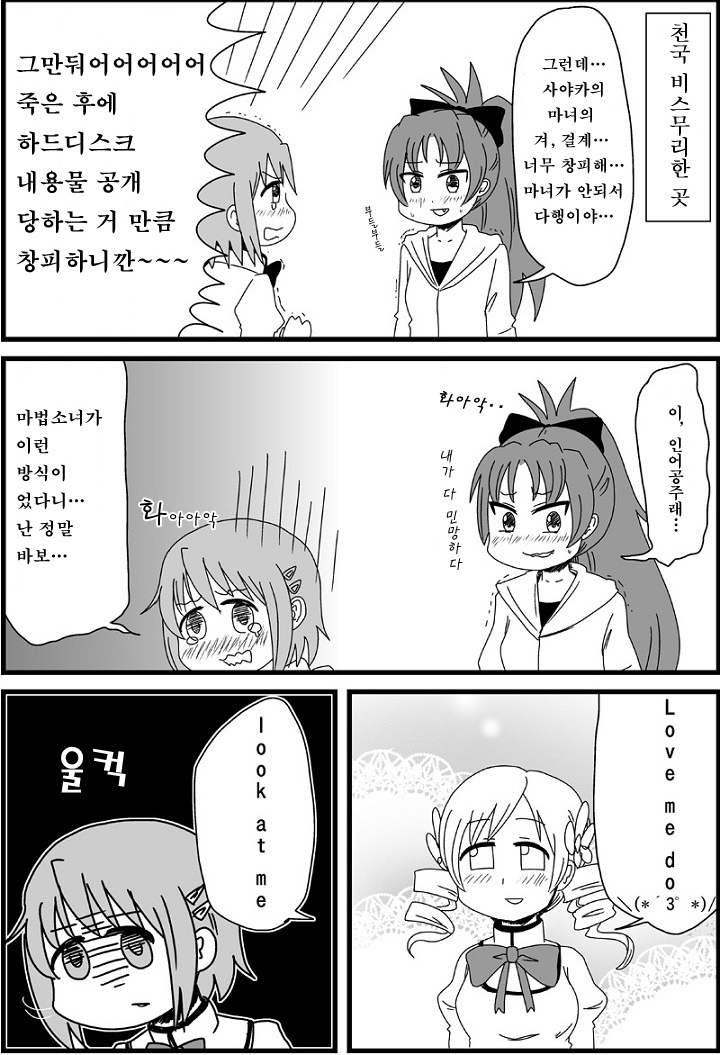 천국 비스무리한 곳
그런데…
사야카의
마녀의
겨, 결계…
너무 창피해…
마녀가 안되서
다행이야…
부들부들
그만둬어어어어어
죽은 후에
하드디스크
내용물 공개
당하는 거 만큼
창피하니깐~~~
이, 인어공주래…
화아악..
내가 다 민망하다
화아아악
마법소녀가
이런
방식이
었다니…
난 정말
바보…
Love me do
(*´3` *)/
look at me
울컥